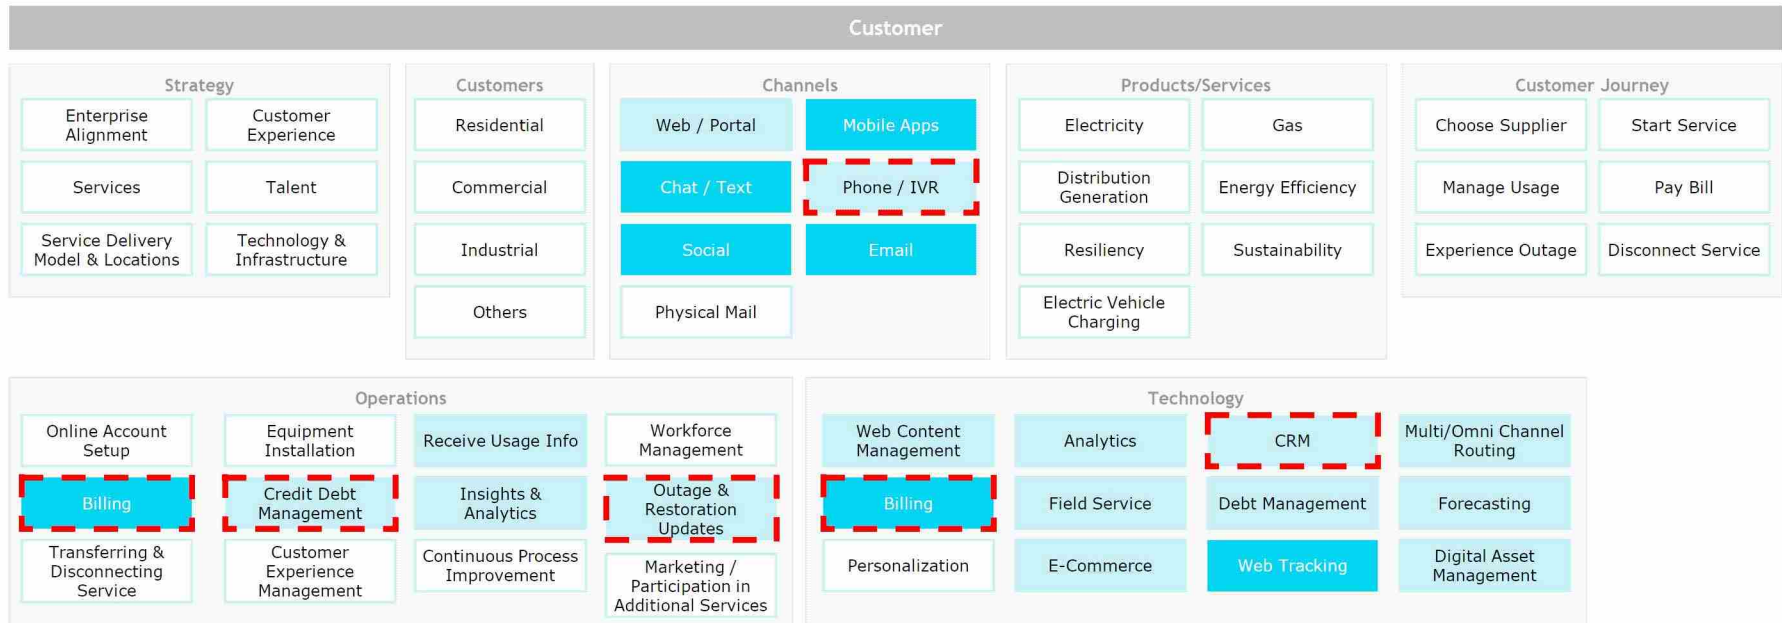 Customer
Strategy
Enterprise
Alignment
Customer
Experience
Services
Talent
Service Delivery
Model & Locations
Technology &
Infrastructure
Customers
Residential
Commercial
Industrial
Others
Channels
Web / Portal
Mobile Apps
Chat / Text
Phone / IVR
Social
Email
Physical Mail
Products/Services
Electricity
Gas
Distribution
Generation
Energy Efficiency
Resiliency
Sustainability
Electric Vehicle
Charging
Customer Journey
Choose Supplier
Start Service
Manage Usage
Pay Bill
Experience Outage
Disconnect Service
Operations
Online Account
Setup
Equipment
Installation
Receive Usage Info
Workforce
Management
Billing
Credit Debt
Management
Insights &
Analytics
Outage &
Restoration
Updates
Transferring &
Disconnecting
Service
Customer
Experience
Management
Continuous Process
Improvement
Marketing /
Participation in
Additional Services
Technology
Web Content
Management
Analytics
CRM
Multi/Omni Channel
Routing
Billing
Field Service
Debt Management
Forecasting
Personalization
E-Commerce
Web Tracking
Digital Asset
Management